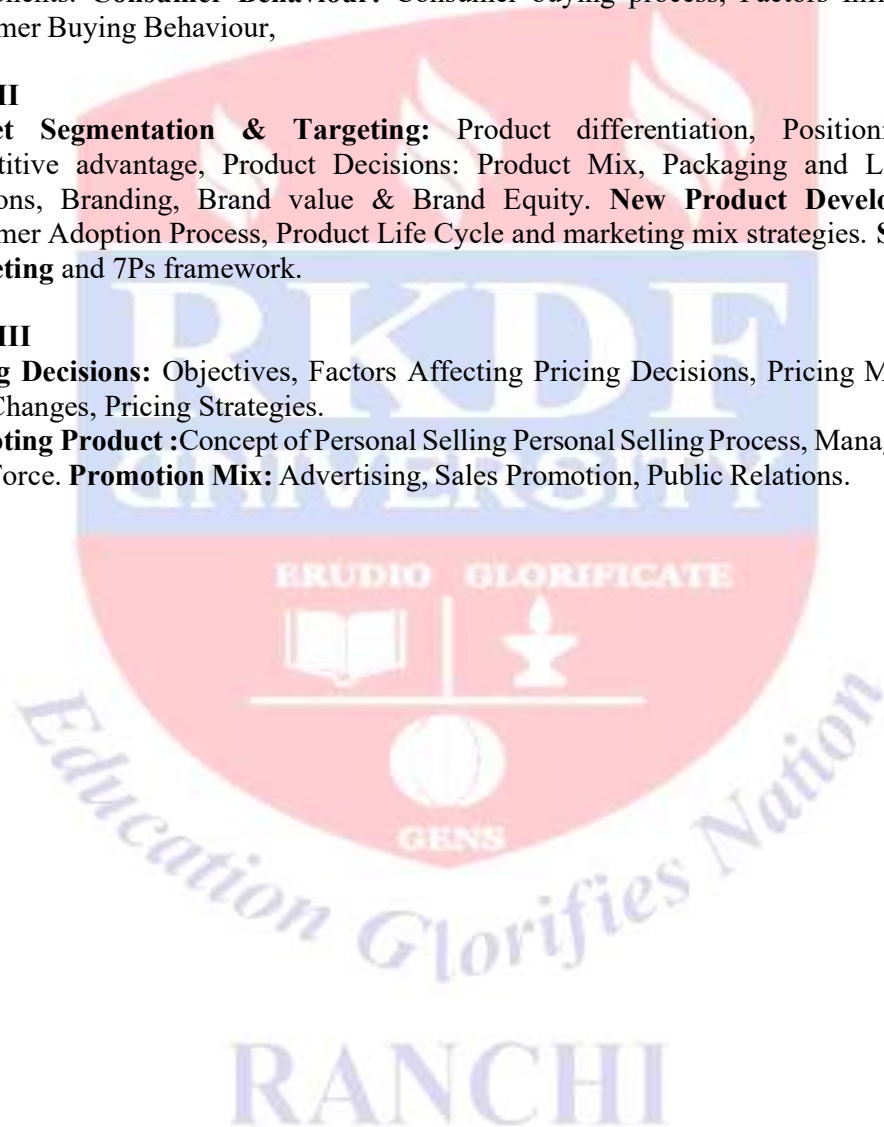 mer Buying Behaviour,
II
et Segmentation & Targeting: Product differentiation, Position
titive advantage, Product Decisions: Product Mix, Packaging and L
ons, Branding, Brand value & Brand Equity. New Product Develo
mer Adoption Process, Product Life Cycle and marketing mix strategies. S
eting and 7Ps framework.
III
g Decisions: Objectives, Factors Affecting Pricing Decisions, Pricing M
Changes, Pricing Strategies.
oting Product :Concept of Personal Selling Personal Selling Process, Manag
Force. Promotion Mix: Advertising, Sales Promotion, Public Relations.
RKDF
UNIVERSITY
ERUDIO GLORIFICATE
GENS
Education Glorifies Nation
RANCHI